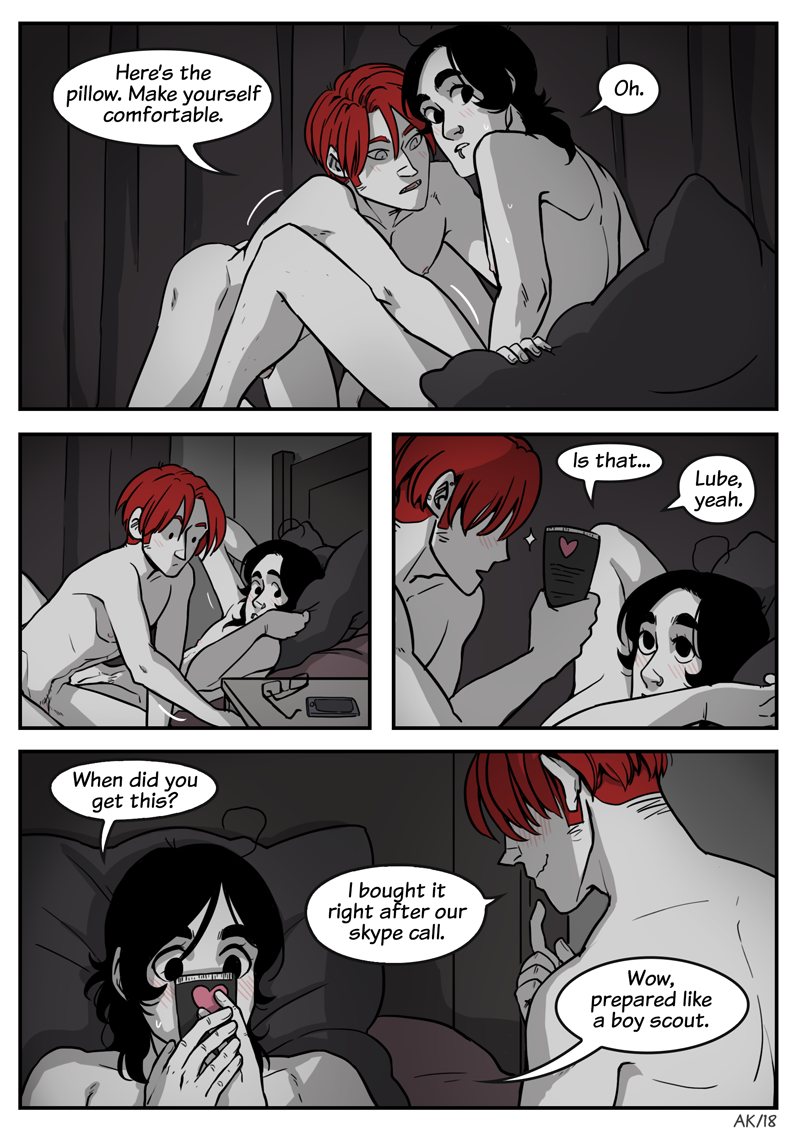 Here's the
pillow. Make yourself
comfortable.
Oh.
Is that...
Lube,
yeah.
When did you
get this?
I bought it
right after our
skype call.
Wow,
prepared like
a boy scout.
AK/18